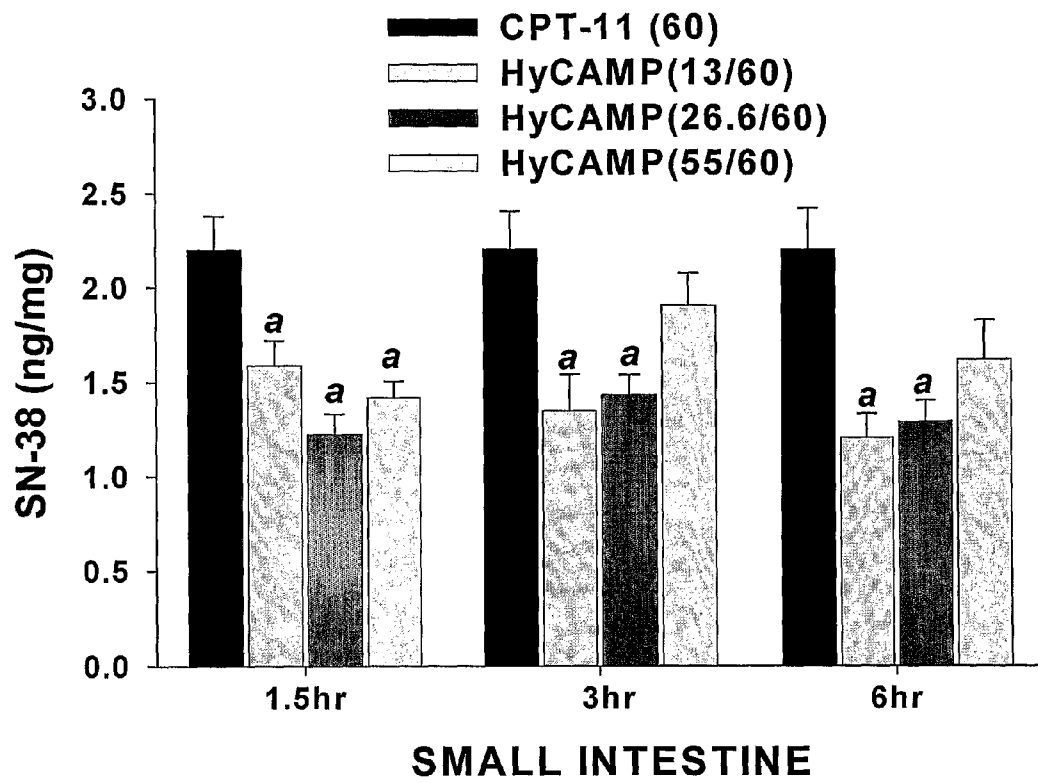 CPT-11 (60)
HyCAMP(13/60)
HyCAMP(26.6/60)
HyCAMP(55/60)
3.0
2.5
2.0
1.5
1.0
0.5
0.0
SN-38 (ng/mg)
a
a
a
a
a
a
a
1.5hr
3hr
6hr
SMALL INTESTINE